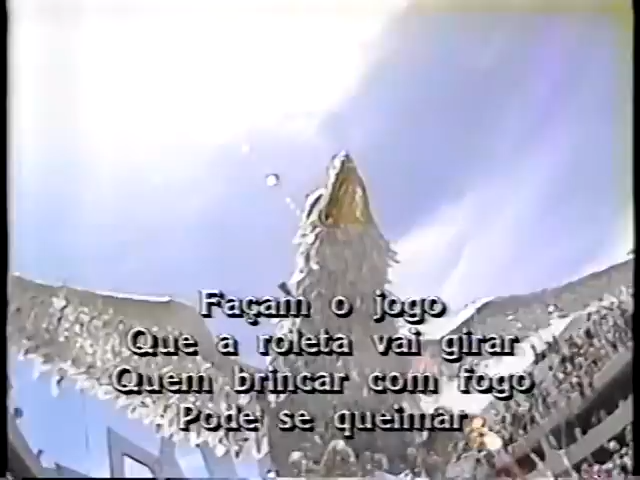 Façam o jogo
Que a roleta vai girar
Quem brincar com fogo
Pode se queimar